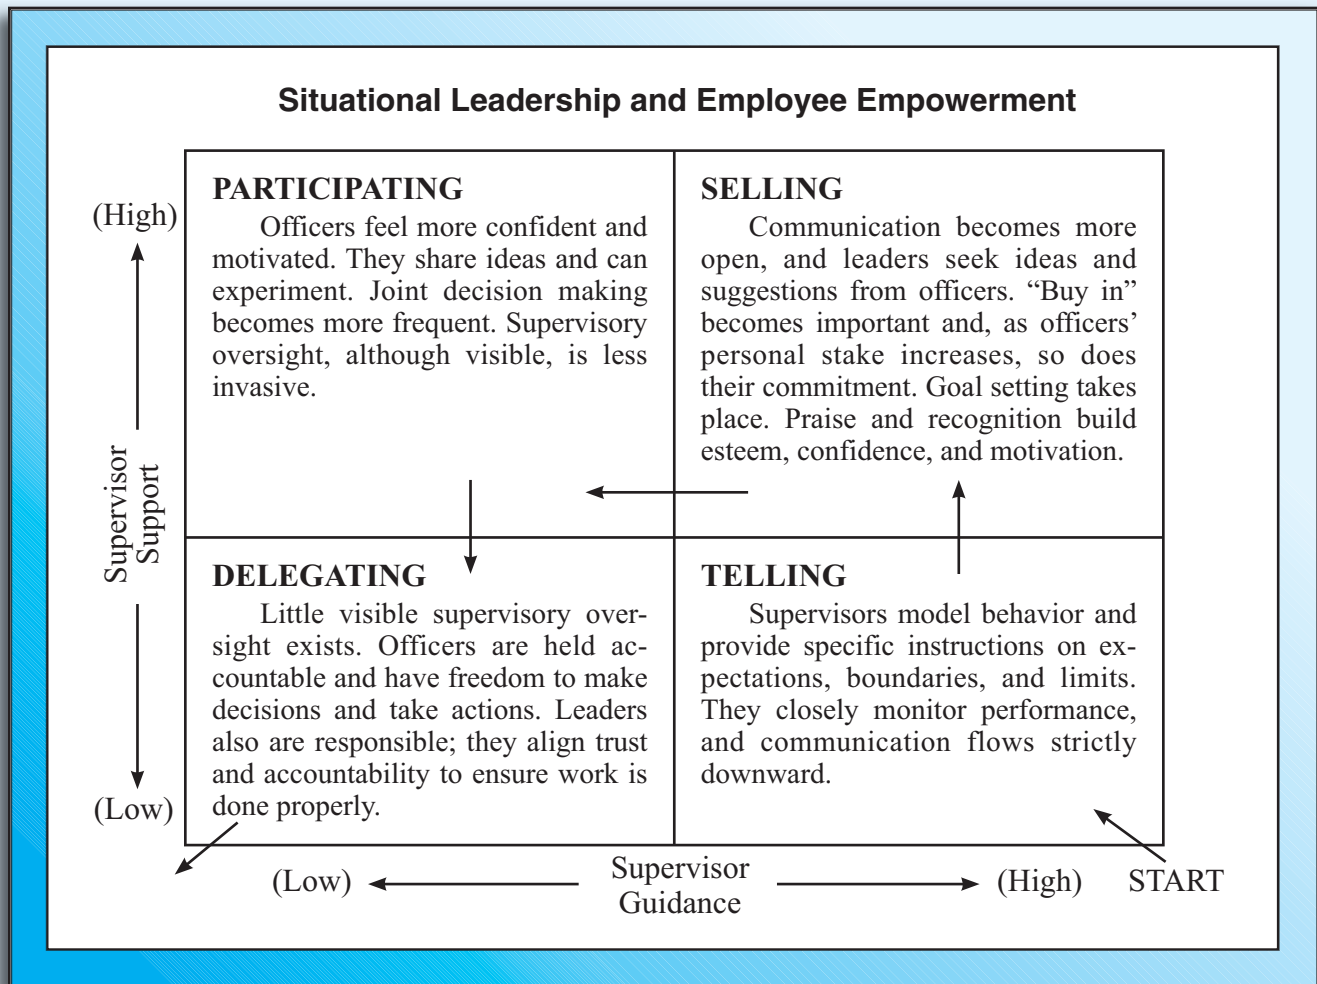 Situational Leadership and Employee Empowerment
(High)
Supervisor
Support
(Low)
PARTICIPATING
Officers feel more confident and
motivated. They share ideas and can
experiment. Joint decision making
becomes more frequent. Supervisory
oversight, although visible, is less
invasive.
SELLING
Communication becomes more
open, and leaders seek ideas and
suggestions from officers. “Buy in”
becomes important and, as officers’
personal stake increases, so does
their commitment. Goal setting takes
place. Praise and recognition build
esteem, confidence, and motivation.
DELEGATING
Little visible supervisory over-
sight exists. Officers are held ac-
countable and have freedom to make
decisions and take actions. Leaders
also are responsible; they align trust
and accountability to ensure work is
done properly.
TELLING
Supervisors model behavior and
provide specific instructions on ex-
pectations, boundaries, and limits.
They closely monitor performance,
and communication flows strictly
downward.
(Low)
Supervisor
Guidance
(High)
START